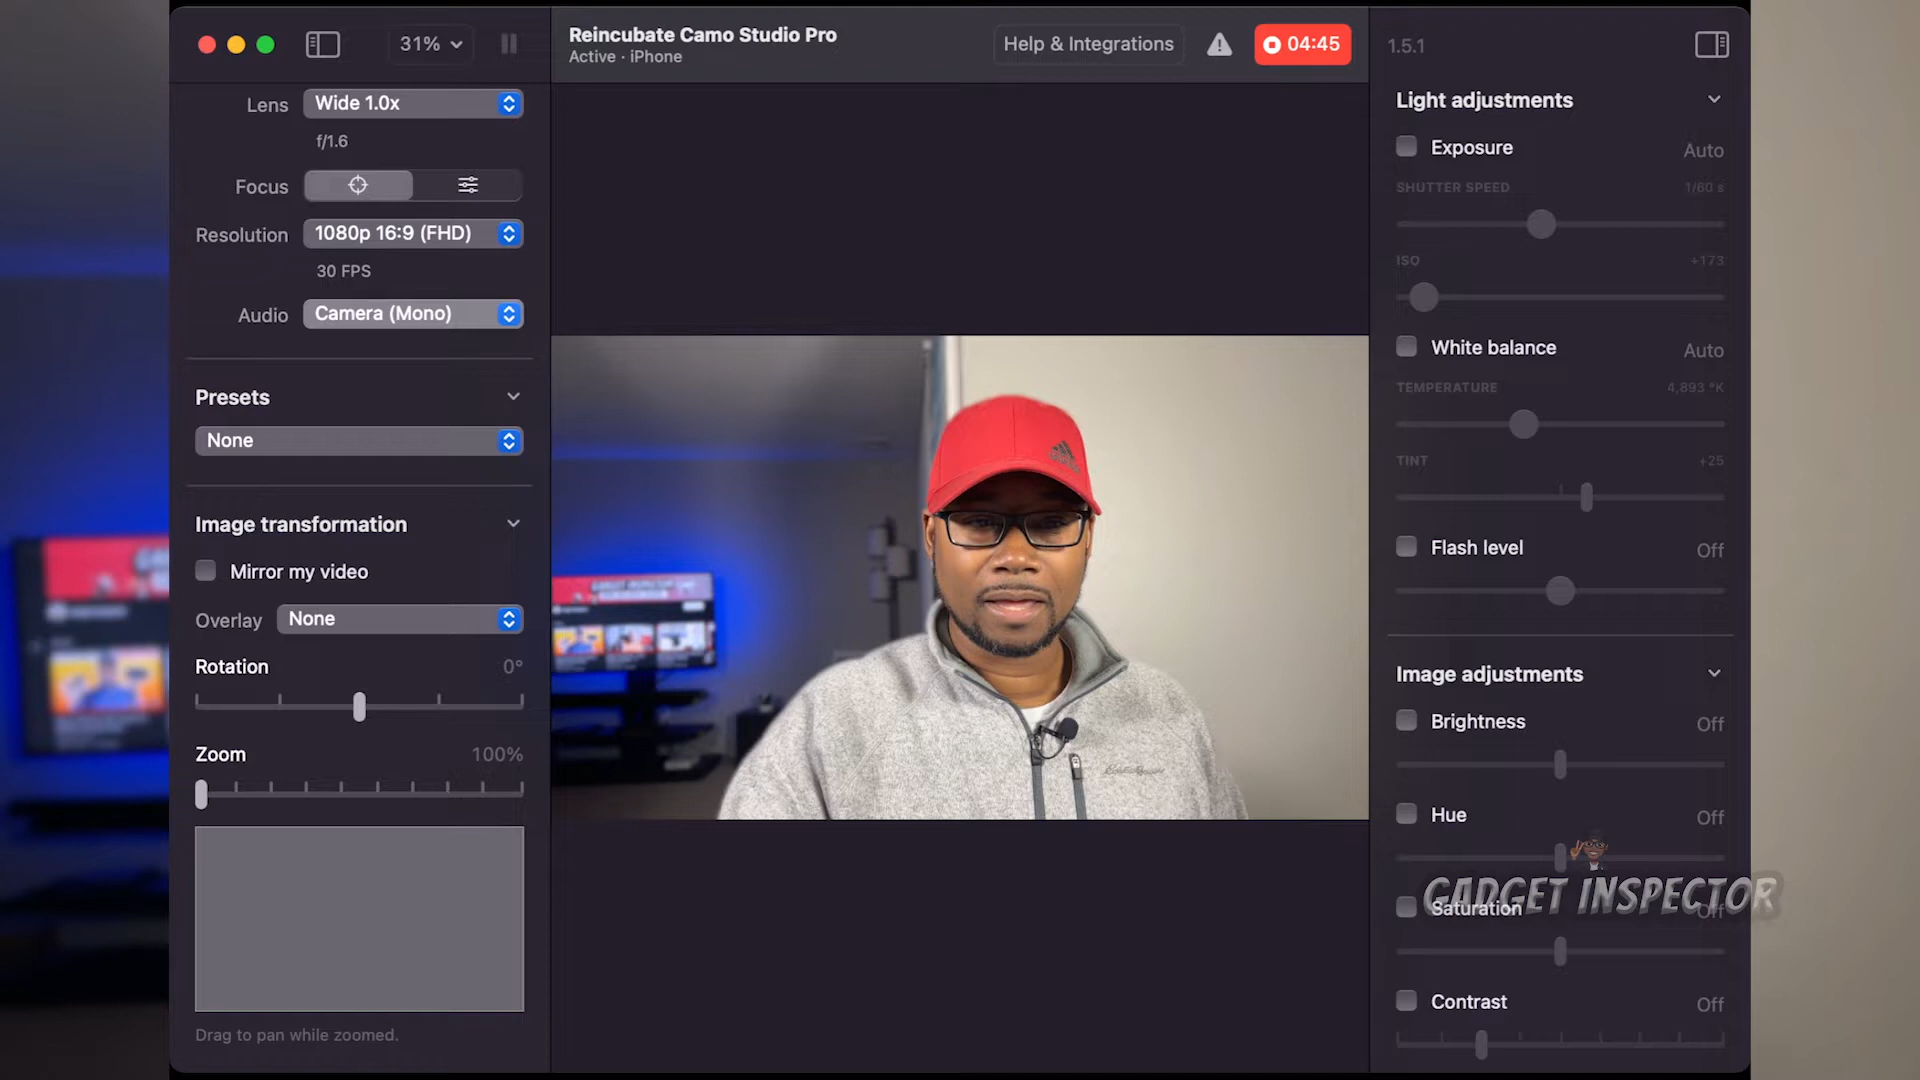 31%
Reincubate Camo Studio Pro
Active · iPhone
Help & Integrations
04:45
1.5.1
Lens
Wide 1.0x
f/1.6
Focus
Resolution
1080p 16:9 (FHD)
30 FPS
Audio
Camera (Mono)
Presets
None
Image transformation
Mirror my video
Overlay
None
Rotation
0°
Zoom
100%
Drag to pan while zoomed.
GADGET INSPECTOR
Light adjustments
Exposure
Auto
SHUTTER SPEED
1/60 s
ISO
+173
White balance
Auto
TEMPERATURE
4,893 °K
TINT
+25
Flash level
Off
Image adjustments
Brightness
Off
Hue
Off
GADGET INSPECTOR
Saturation
Off
Contrast
Off